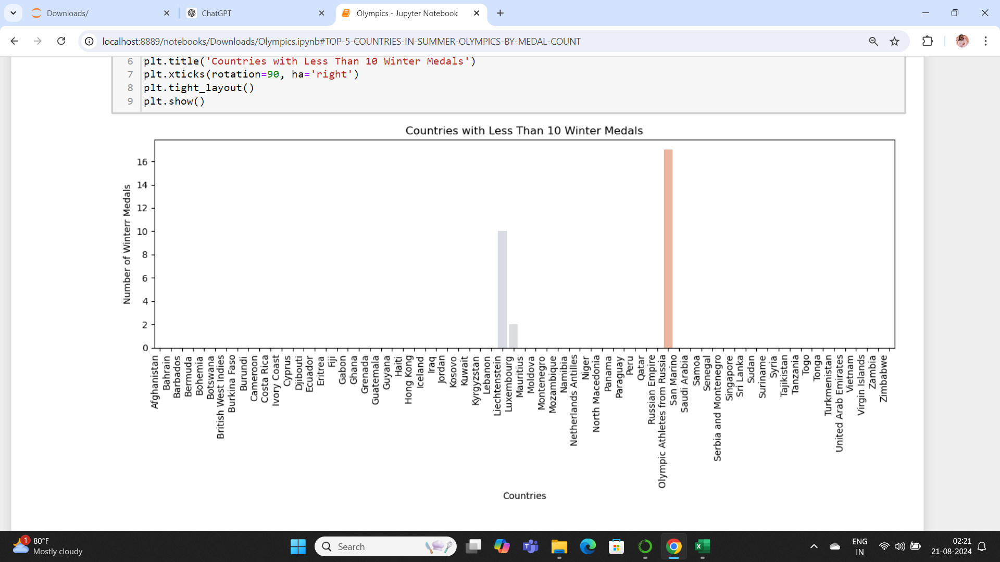 Downloads/
ChatGPT
Olympics - Jupyter Notebook
localhost:8889/notebooks/Downloads/Olympics.ipynb#TOP-5-COUNTRIES-IN-SUMMER-OLYMPICS-BY-MEDAL-COUNT
6 plt.title('Countries with Less Than 10 Winter Medals')
7 plt.xticks(rotation=90, ha='right')
8 plt.tight_layout()
9 plt.show()
Countries with Less Than 10 Winter Medals
Number of Winterr Medals
16
14
12
10
8
6
4
2
0
Afghanistan
Bahrain
Barbados
Bermuda
Bohemia
Botswana
British West Indies
Burkina Faso
Burundi
Cameroon
Costa Rica
Ivory Coast
Cyprus
Djibouti
Ecuador
Eritrea
Fiji
Gabon
Ghana
Grenada
Guatemala
Guyana
Haiti
Hong Kong
Iceland
Iraq
Jordan
Kosovo
Kuwait
Kyrgyzstan
Lebanon
Liechtenstein
Luxembourg
Mauritius
Moldova
Montenegro
Mozambique
Namibia
Netherlands Antilles
Niger
North Macedonia
Panama
Paraguay
Peru
Qatar
Russian Empire
Olympic Athletes from Russia
San Marino
Saudi Arabia
Samoa
Senegal
Serbia and Montenegro
Singapore
Sri Lanka
Sudan
Suriname
Syria
Tajikistan
Tanzania
Togo
Tonga
Turkmenistan
United Arab Emirates
Vietnam
Virgin Islands
Zambia
Zimbabwe
Countries
1
80°F
Mostly cloudy
Search
ENG
IN
02:21
21-08-2024